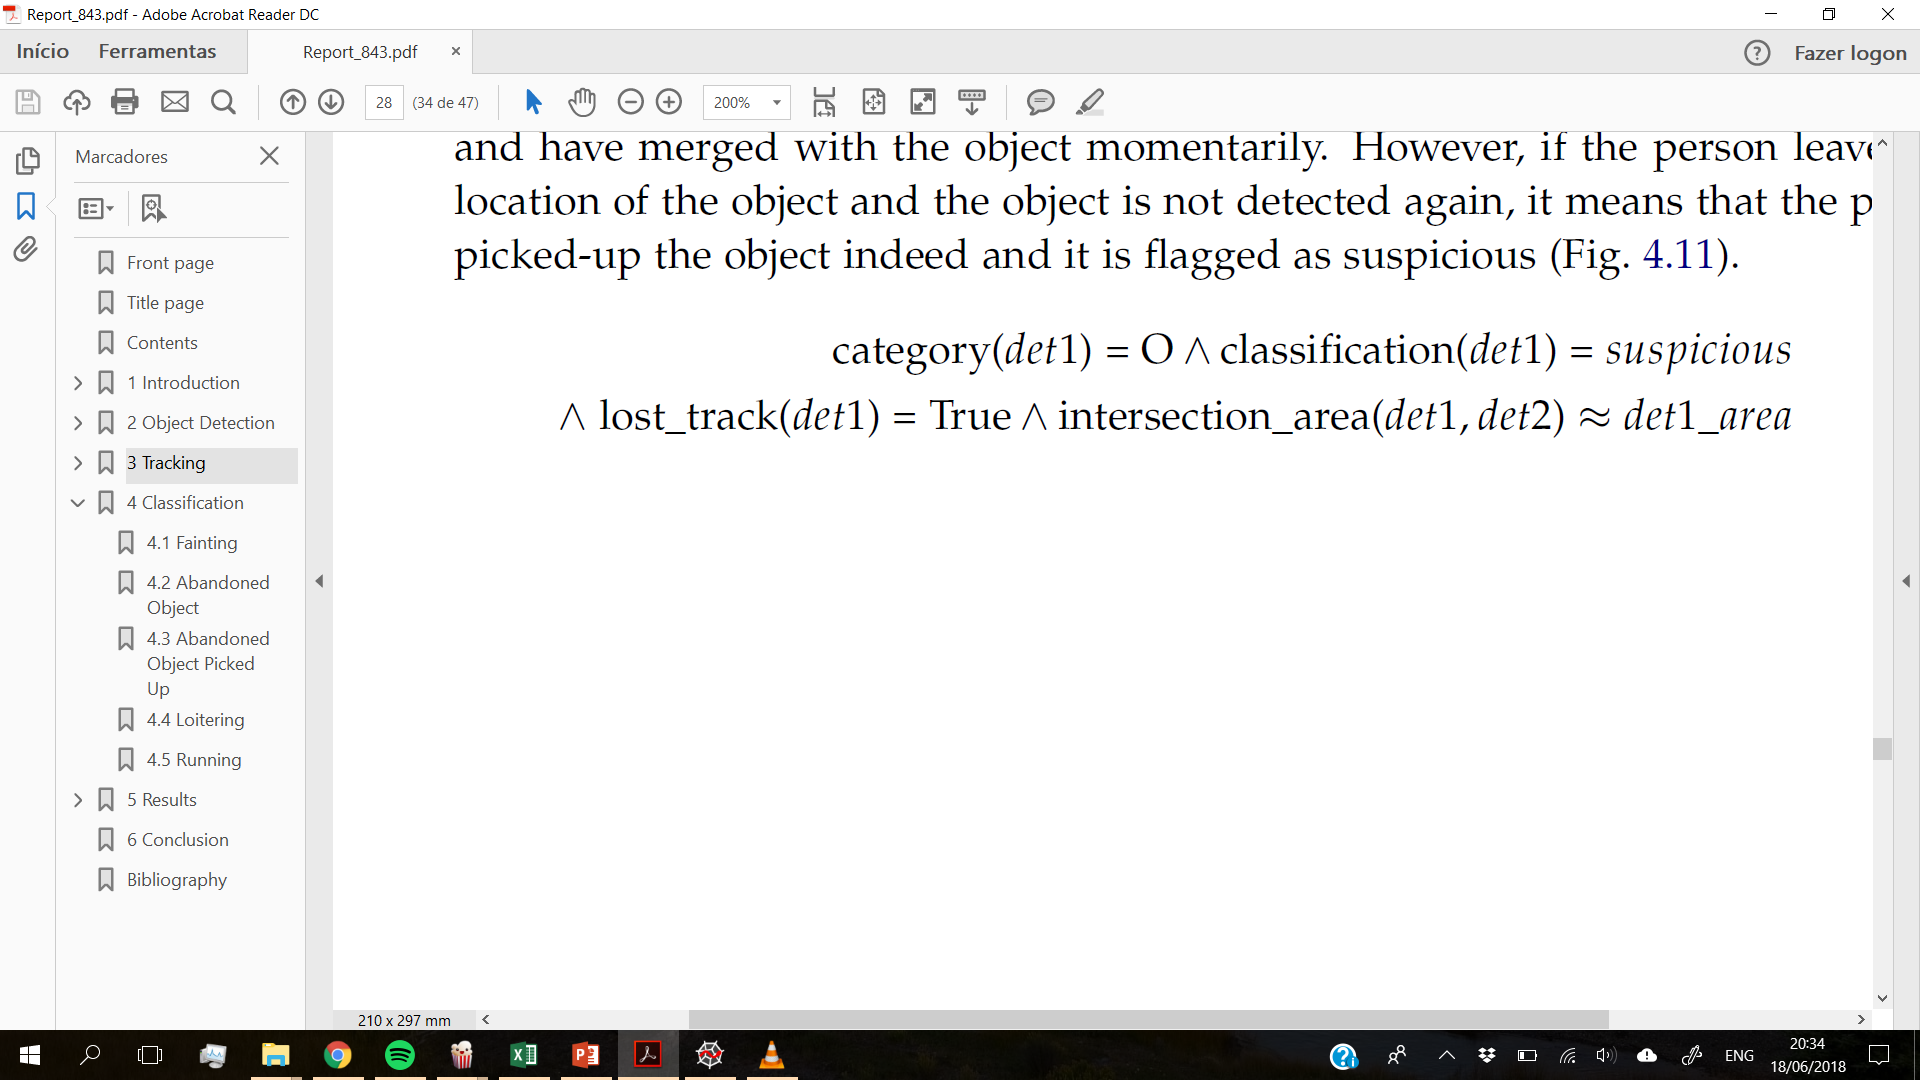 Report_843.pdf - Adobe Acrobat Reader DC
Início Ferramentas Report_843.pdf Fazer logon
28 (34 de 47) 200%
Marcadores
Front page
Title page
Contents
1 Introduction
2 Object Detection
3 Tracking
4 Classification
4.1 Fainting
4.2 Abandoned
Object
4.3 Abandoned
Object Picked
Up
4.4 Loitering
4.5 Running
5 Results
6 Conclusion
Bibliography
and have merged with the object momentarily. However, if the person leave
location of the object and the object is not detected again, it means that the p
picked-up the object indeed and it is flagged as suspicious (Fig. 4.11).
category(det1) = O ∧ classification(det1) = suspicious
∧ lost_track(det1) = True ∧ intersection_area(det1, det2) ≈ det1_area
210 x 297 mm
ENG
20:34
18/06/2018